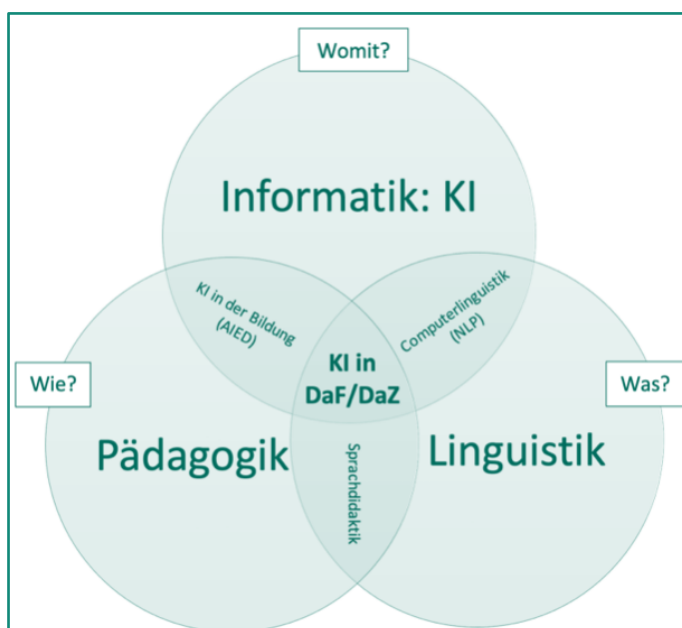 Womit?
Informatik: KI
KI in der Bildung
(AIED)
Computerlinguistik
(NLP)
KI in
DaF/DaZ
Wie?
Was?
Pädagogik
Linguistik
Sprachdidaktik